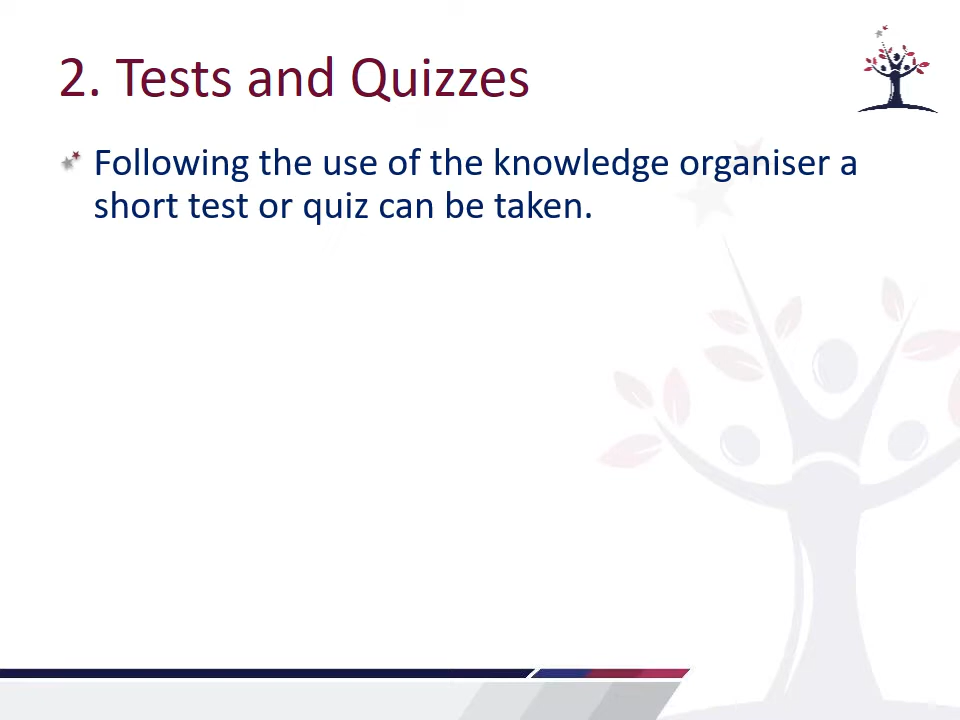 2. Tests and Quizzes
Following the use of the knowledge organiser a
short test or quiz can be taken.